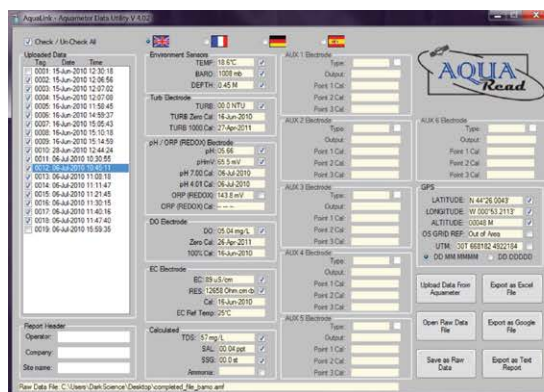 AquaLink - Aquameter Data Utility V 4.02
Check / Un-Check All
Uploaded Data
Tag Date Time
0001: 15-Jun-2010 12:30:18
0002: 15-Jun-2010 12:06:56
0003: 16-Jun-2010 12:07:02
0004: 16-Jun-2010 12:07:08
0005: 16-Jun-2010 11:58:45
0006: 16-Jun-2010 14:59:37
0007: 16-Jun-2010 15:05:43
0008: 16-Jun-2010 15:10:18
0009: 16-Jun-2010 15:14:59
0010: 28-Jun-2010 12:44:24
0011: 06-Jul-2010 10:30:55
0012: 06-Jul-2010 10:45:11
0013: 06-Jul-2010 11:08:18
0014: 06-Jul-2010 11:11:47
0015: 06-Jul-2010 11:21:45
0016: 06-Jul-2010 11:30:15
0017: 06-Jul-2010 11:40:16
0018: 06-Jul-2010 11:47:40
0019: 06-Jul-2010 15:59:35
Report Header
Operator:
Company:
Site name:
Environment Sensors
TEMP: 18.6°C
BARO: 1008 mb
DEPTH: 0.45 M
Turb Electrode
TURB: 00.0 NTU
TURB Zero Cal: 16-Jun-2010
TURB 1000 Cal: 27-Apr-2011
pH / ORP (REDOX) Electrode
pH: 05.66
pHmV: 65.5 mV
pH 7.00 Cal: 06-Jul-2010
pH 4.01 Cal: 06-Jul-2010
ORP (REDOX): 143.8 mV
ORP (REDOX) Cal: -- -- --
DO Electrode
DO: 05.04 mg/L
Zero Cal: 26-Apr-2011
100% Cal: 16-Jun-2010
EC Electrode
EC: 89 uS/cm
RES: 12658 Ohm.cm
Cal: 16-Jun-2010
EC Ref Temp: 25°C
Calculated
TDS: 57 mg/L
SAL: 00.04 ppt
SSG: 00.0 st
Ammonia:
AUX 1 Electrode
Type:
Output:
Point 1 Cal:
Point 2 Cal:
Point 3 Cal:
AUX 2 Electrode
Type:
Output:
Point 1 Cal:
Point 2 Cal:
Point 3 Cal:
AUX 3 Electrode
Type:
Output:
Point 1 Cal:
Point 2 Cal:
Point 3 Cal:
AUX 4 Electrode
Type:
Output:
Point 1 Cal:
Point 2 Cal:
Point 3 Cal:
AUX 5 Electrode
Type:
Output:
Point 1 Cal:
Point 2 Cal:
Point 3 Cal:
AQUA
Read
AUX 6 Electrode
Type:
Output:
Point 1 Cal:
Point 2 Cal:
Point 3 Cal:
GPS
LATITUDE: N 44°26.0043'
LONGITUDE: W 000°53.2113'
ALTITUDE: 00048 M
OS GRID REF: Out of Area
UTM: 30T 668182 4922184
DD MM.MMMM DD.DDDDD
Upload Data From Aquameter
Export as Excel File
Open Raw Data File
Export as Google File
Save as Raw Data
Export as Text Report
Raw Data File: C:\Users\DarkScience\Desktop\completed_file_bamo.amf